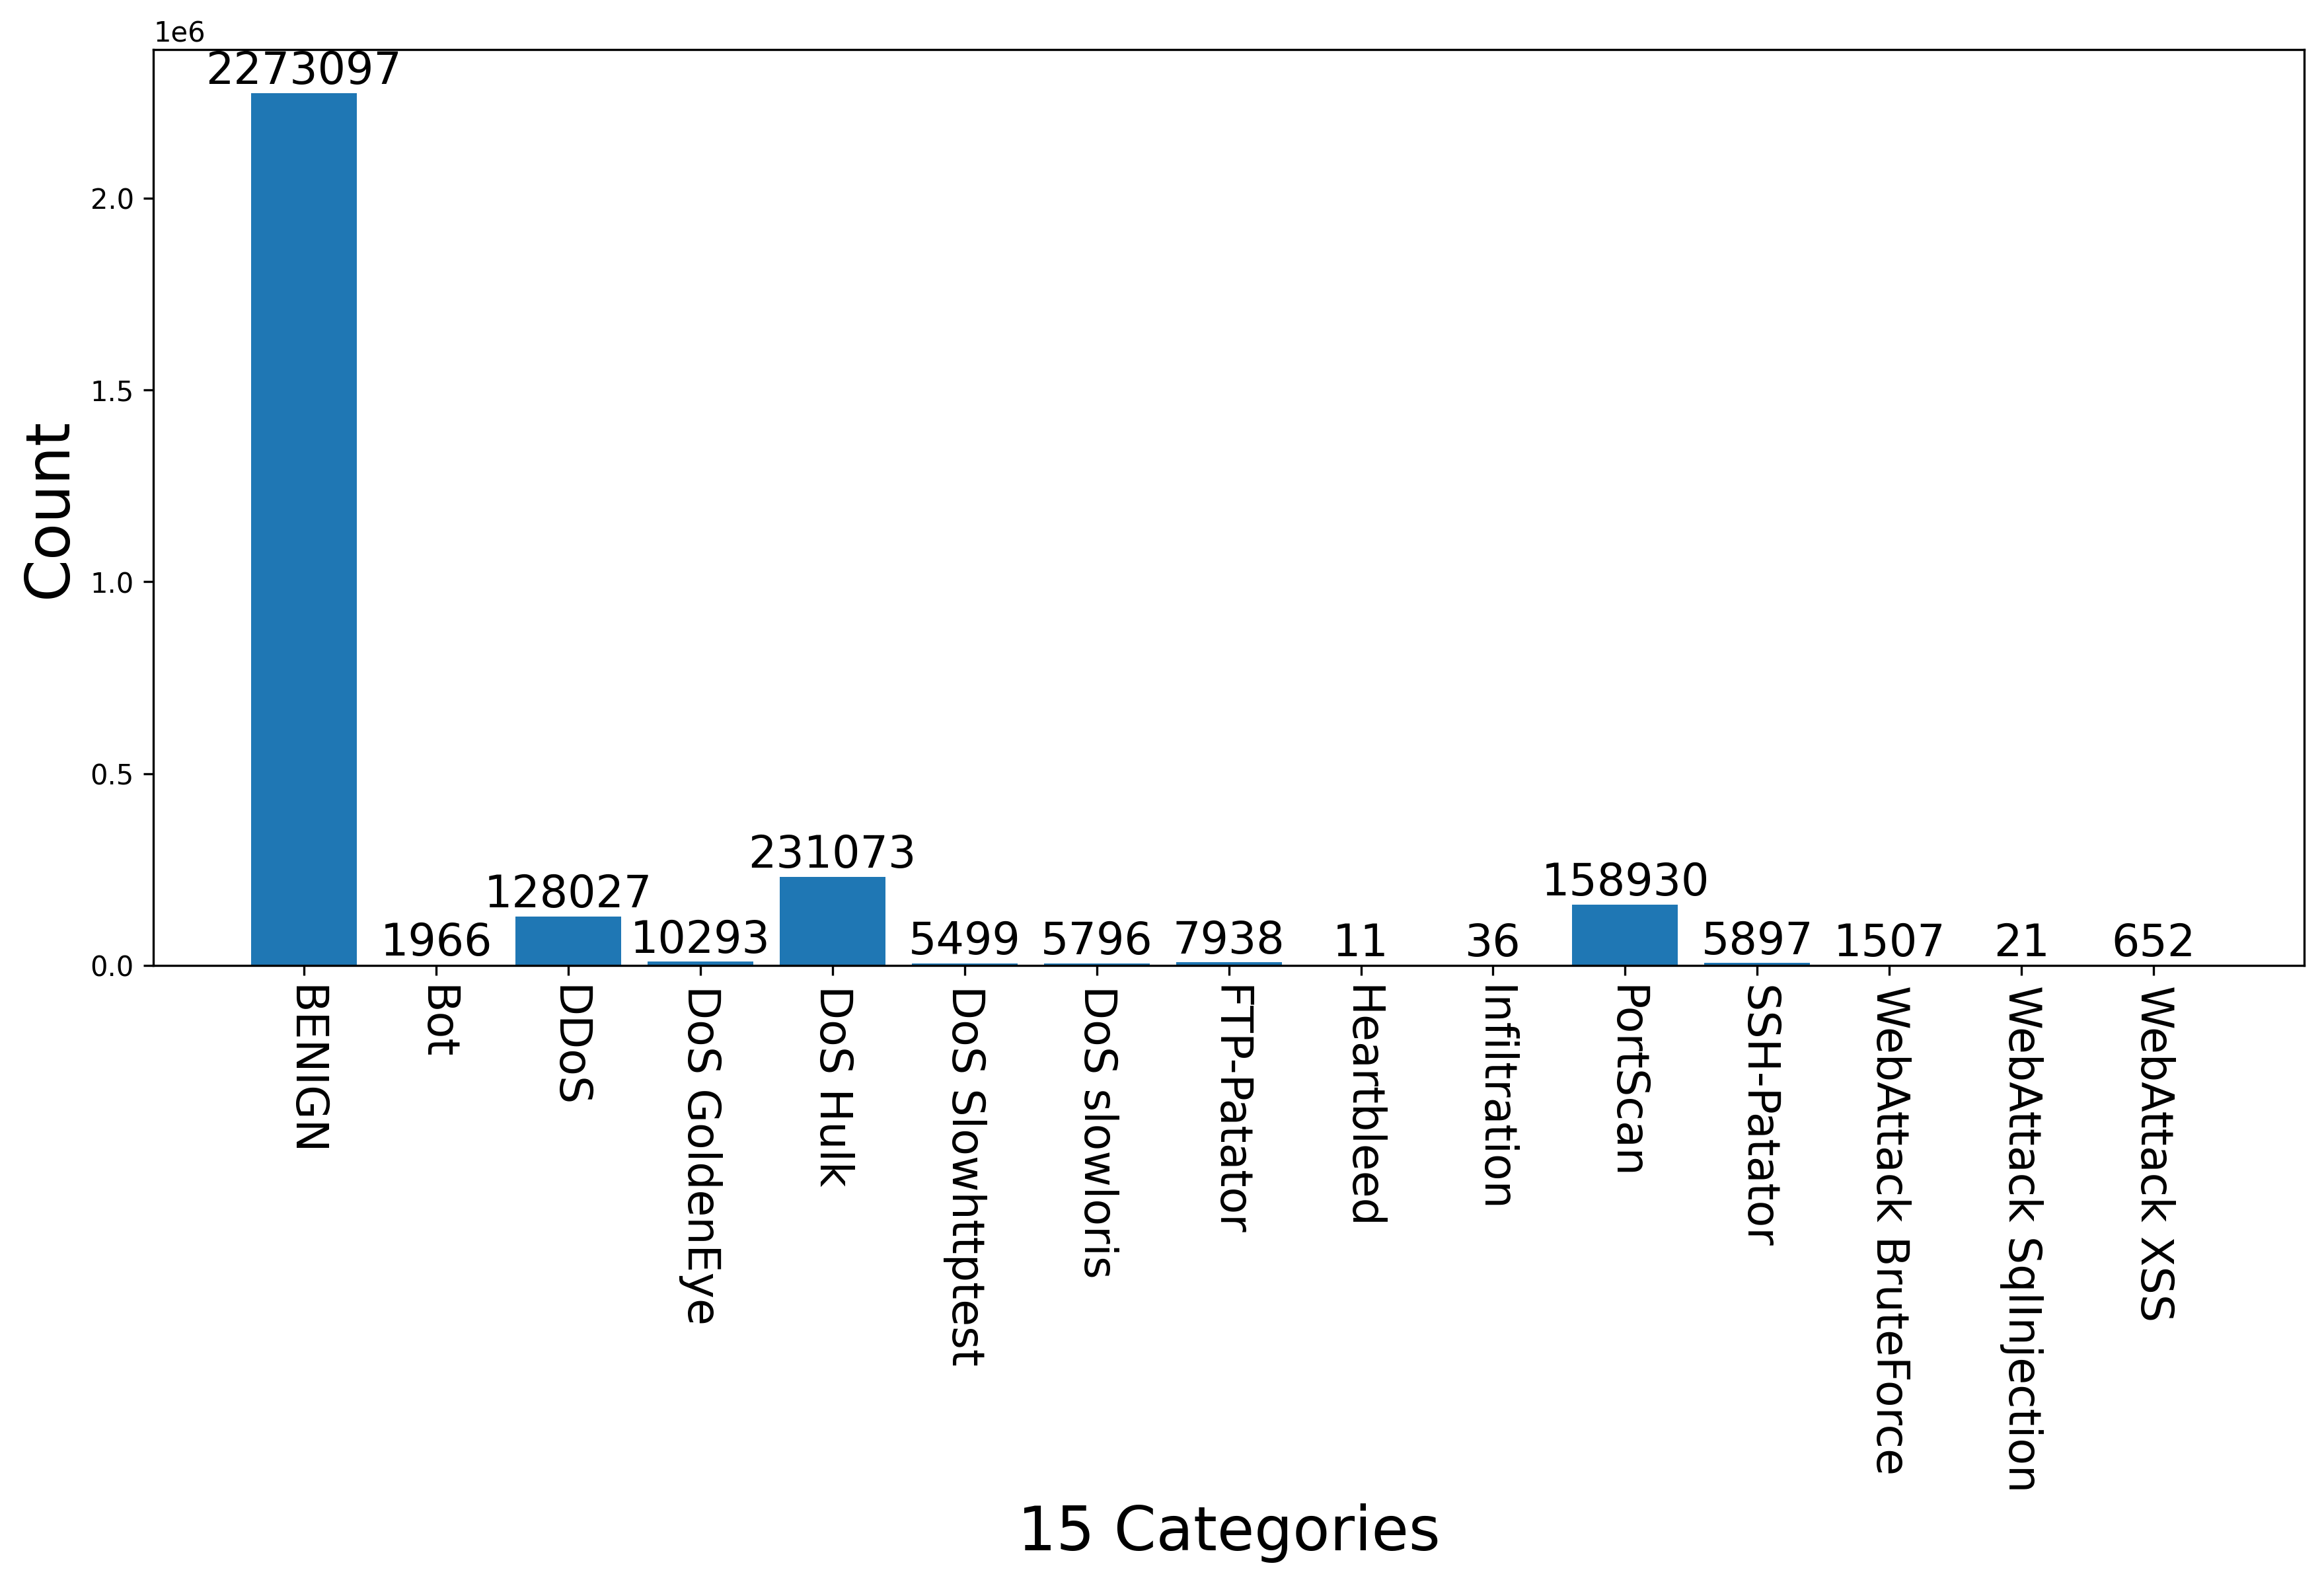 1e6
2273097
2.0
1.5
1.0
0.5
0.0
Count
1966
128027
10293
231073
5499
5796
7938
11
36
158930
5897
1507
21
652
BENIGN
Bot
DDoS
DoS GoldenEye
DoS Hulk
DoS Slowhttptest
DoS slowloris
FTP-Patator
Heartbleed
Infiltration
PortScan
SSH-Patator
WebAttack BruteForce
WebAttack SqlInjection
WebAttack XSS
15 Categories